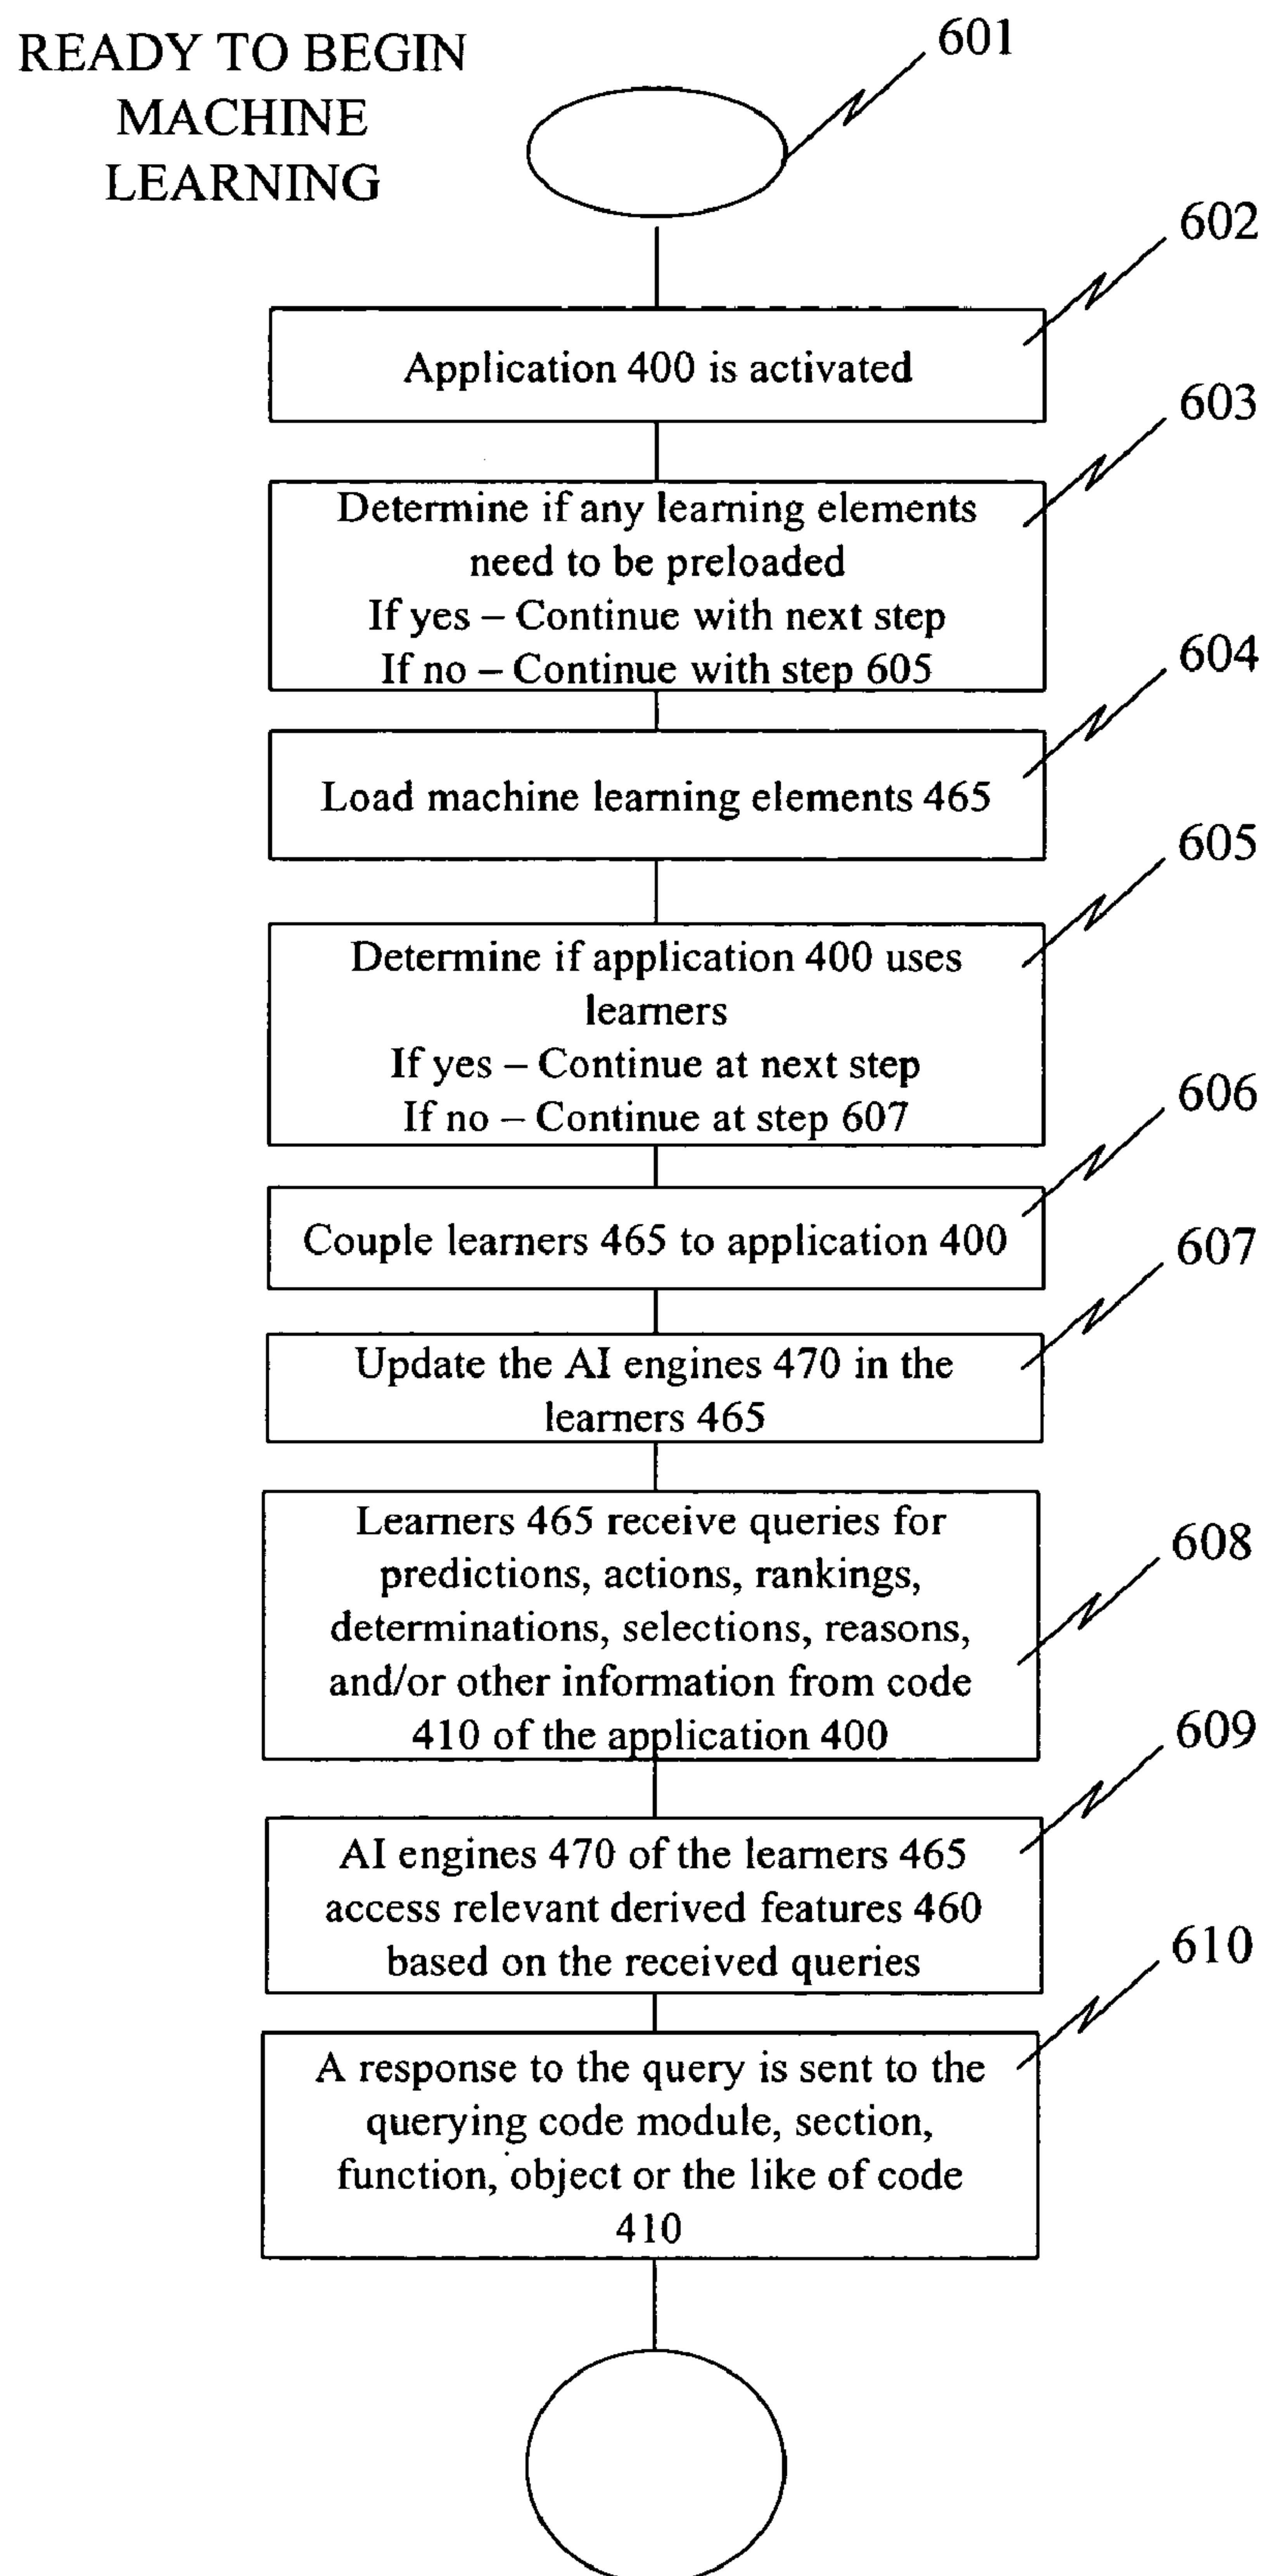 READY TO BEGIN
MACHINE
LEARNING
601
602
Application 400 is activated
603
Determine if any learning elements
need to be preloaded
If yes – Continue with next step
If no – Continue with step 605
604
Load machine learning elements 465
605
Determine if application 400 uses
learners
If yes – Continue at next step
If no – Continue at step 607
606
Couple learners 465 to application 400
607
Update the AI engines 470 in the
learners 465
608
Learners 465 receive queries for
predictions, actions, rankings,
determinations, selections, reasons,
and/or other information from code
410 of the application 400
609
AI engines 470 of the learners 465
access relevant derived features 460
based on the received queries
610
A response to the query is sent to the
querying code module, section,
function, object or the like of code
410